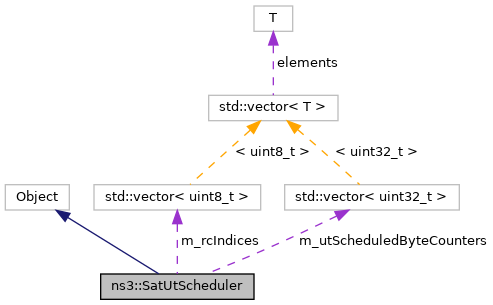 T
elements
std::vector< T >
< uint8_t >
< uint32_t >
Object
std::vector< uint8_t >
std::vector< uint32_t >
m_rcIndices
m_utScheduledByteCounters
ns3::SatUtScheduler